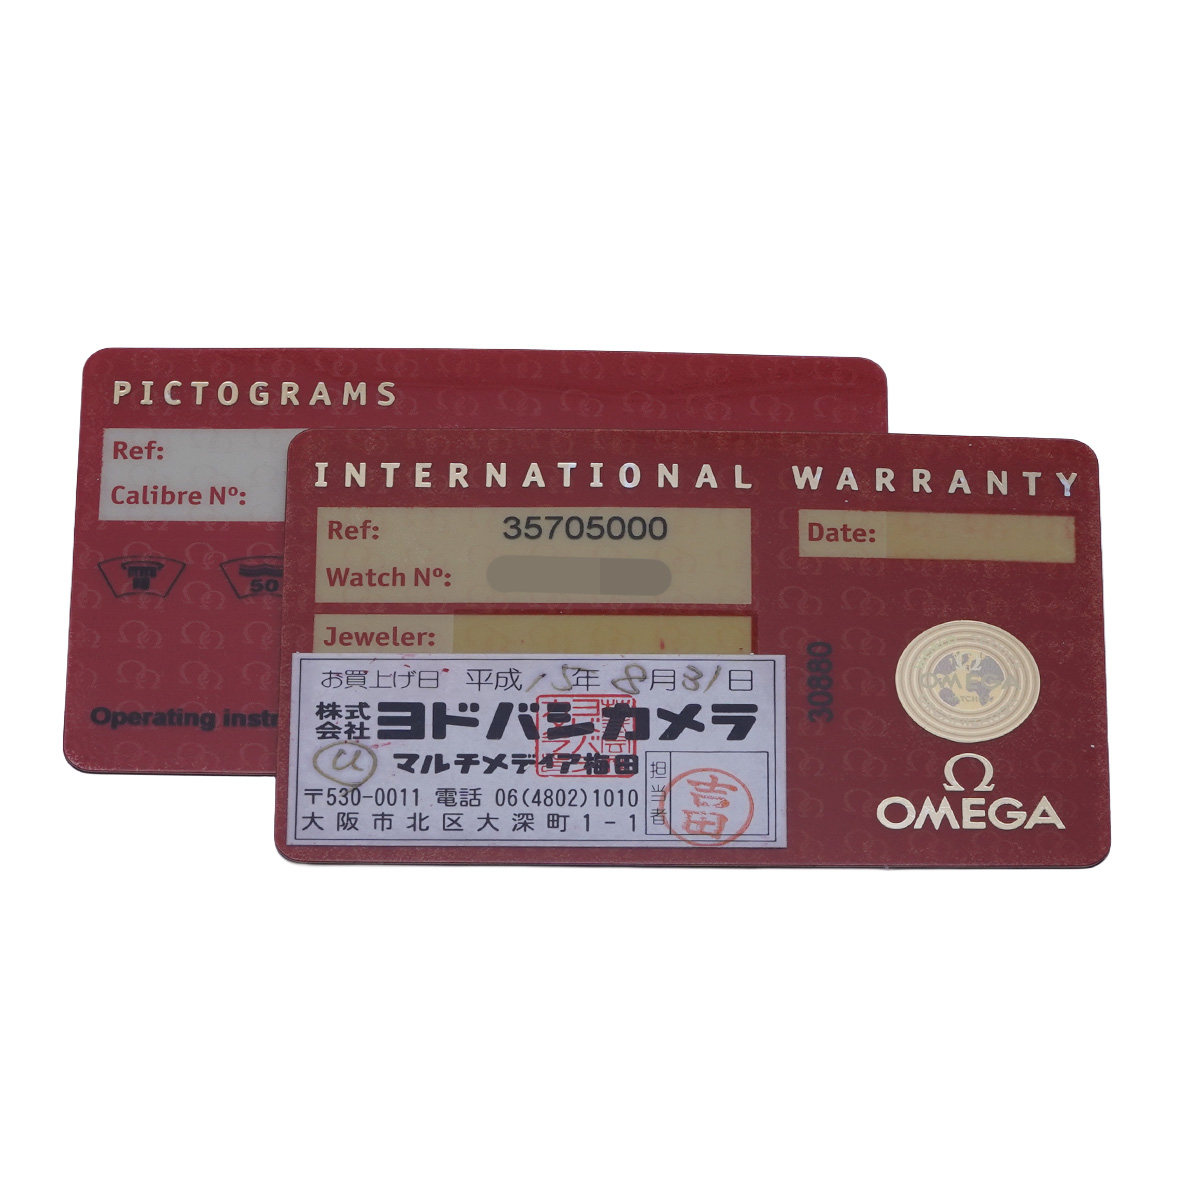 PICTOGRAMS
Ref:
Calibre Nº:
50
Operating instr
INTERNATIONAL WARRANTY
Ref: 35705000
Date:
Watch Nº:
Jeweler:
30880
お買上げ日 平成15年8月31日
株式会社 ヨドバシカメラ
マルチメディア梅田
〒530-0011 電話 06(4802)1010
大阪市北区大深町1-1
担当者
吉田
OMEGA
Ω
OMEGA